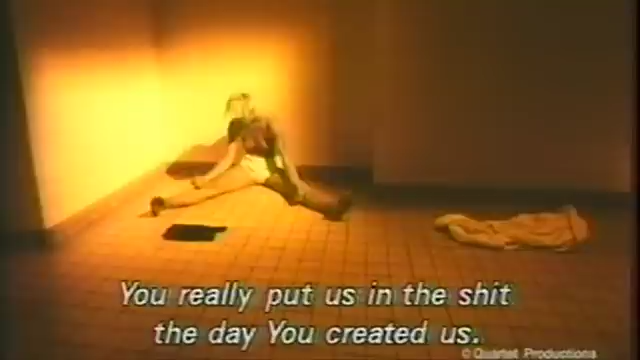 You really put us in the shit
the day You created us.
© Quartet Productions